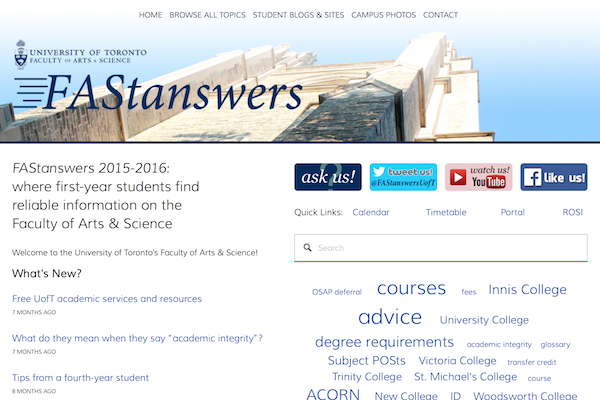 HOME BROWSE ALL TOPICS STUDENT BLOGS & SITES CAMPUS PHOTOS CONTACT
UNIVERSITY OF TORONTO
FACULTY OF ARTS & SCIENCE
FAStanswers
FAStanswers 2015-2016:
where first-year students find
reliable information on the
Faculty of Arts & Science
Welcome to the University of Toronto's Faculty of Arts & Science!
What's New?
Free UofT academic services and resources
7 MONTHS AGO
What do they mean when they say "academic integrity"?
7 MONTHS AGO
Tips from a fourth-year student
8 MONTHS AGO
? ask us!
tweet us!
@FAStanswersUofT
watch us!
YouTube
like us!
Quick Links: Calendar Timetable Portal ROSI
Search
OSAP deferral courses fees Innis College
advice University College
degree requirements academic integrity glossary
Subject POSts Victoria College transfer credit
Trinity College St. Michael's College course
ACORN New College ID Woodsworth College